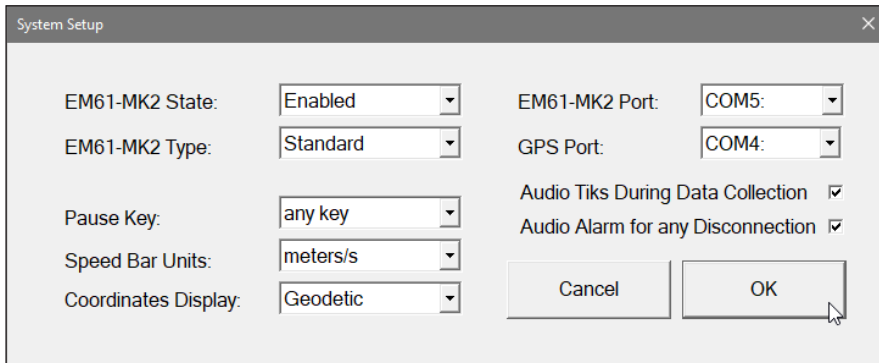 System Setup
EM61-MK2 State: Enabled
EM61-MK2 Port: COM5:
EM61-MK2 Type: Standard
GPS Port: COM4:
Audio Tiks During Data Collection
Pause Key: any key
Audio Alarm for any Disconnection
Speed Bar Units: meters/s
Coordinates Display: Geodetic
Cancel
OK